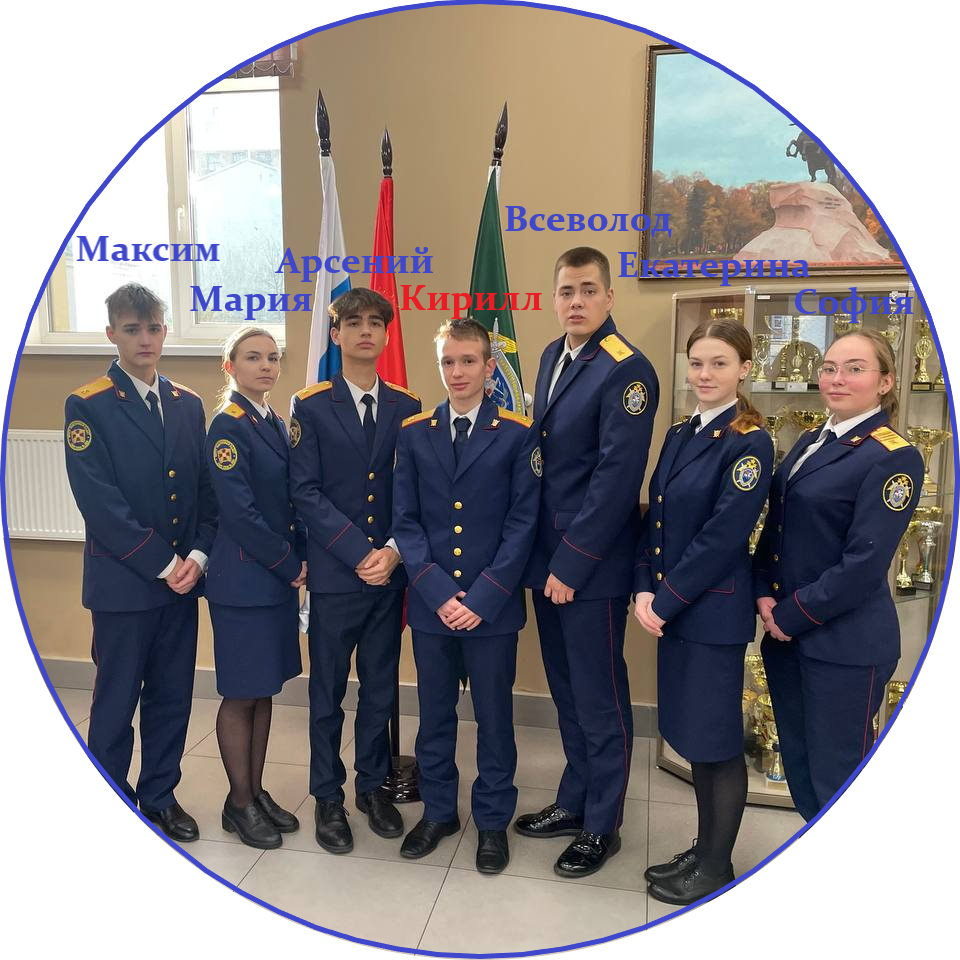 Всеволод
Максим
Арсений
Екатерина
Мария
Кирилл
София